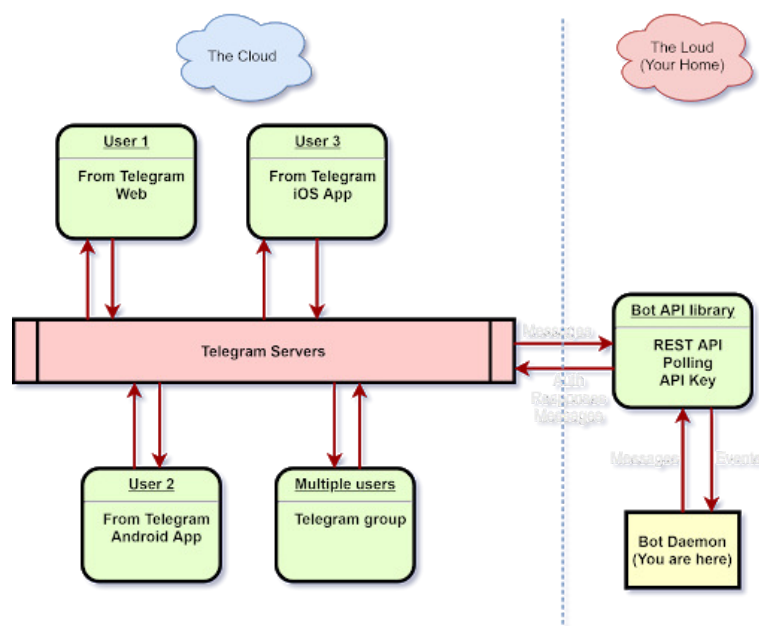 The Cloud
The Loud
(Your Home)
User 1
From Telegram
Web
User 3
From Telegram
iOS App
Telegram Servers
Messages
Auth
Response
Messages
Bot API library
REST API
Polling
API Key
User 2
From Telegram
Android App
Multiple users
Telegram group
Messages
Events
Bot Daemon
(You are here)